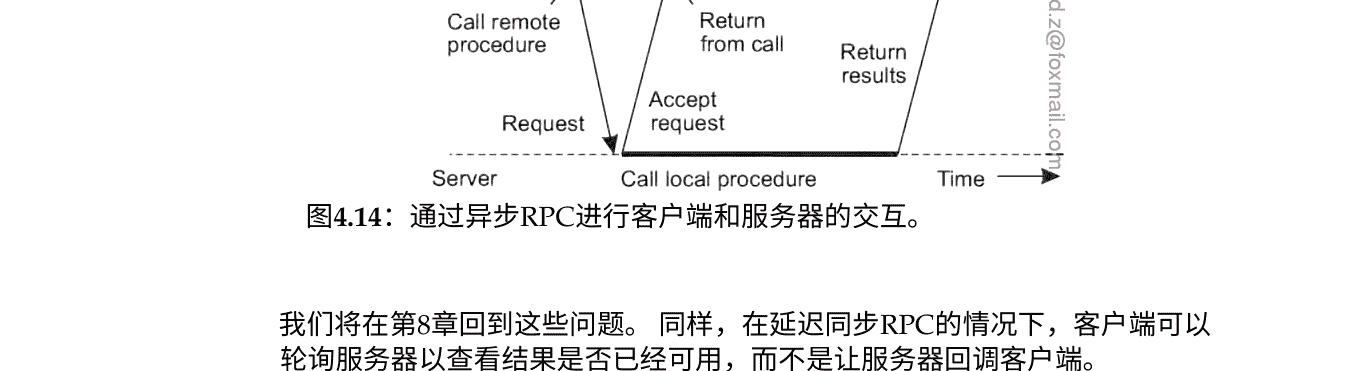 Call remote
procedure
Return
from call
Return
results
Accept
request
Request
Server
Call local procedure
Time
d.z@foxmail.com
图4.14：通过异步RPC进行客户端和服务器的交互。
我们将在第8章回到这些问题。 同样，在延迟同步RPC的情况下，客户端可以
轮询服务器以查看结果是否已经可用，而不是让服务器回调客户端。